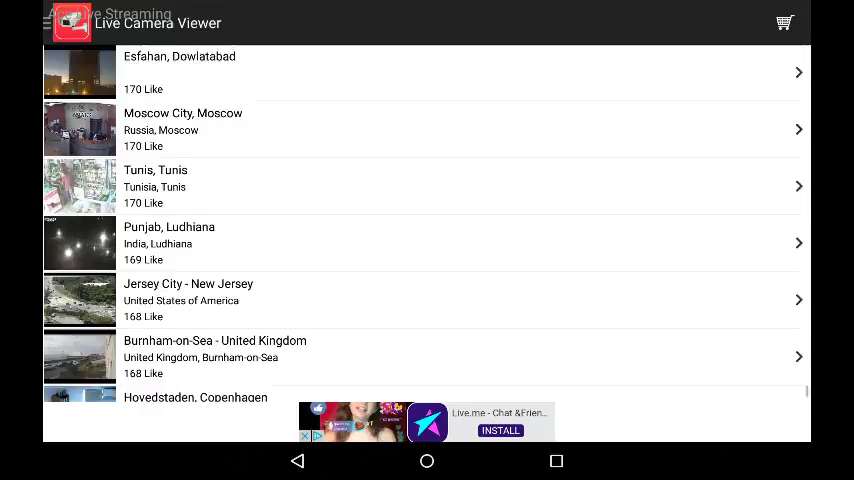 Live Camera Viewer
Esfahan, Dowlatabad
170 Like
Moscow City, Moscow
Russia, Moscow
170 Like
Tunis, Tunis
Tunisia, Tunis
170 Like
Punjab, Ludhiana
India, Ludhiana
169 Like
Jersey City - New Jersey
United States of America
168 Like
Burnham-on-Sea - United Kingdom
United Kingdom, Burnham-on-Sea
168 Like
Hovedstaden, Copenhagen
Live.me - Chat &Frien...
INSTALL